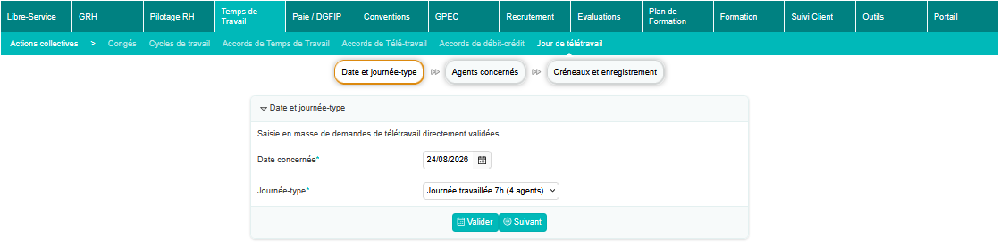 Libre-Service GRH Pilotage RH Temps de Travail Paie / DGFIP Conventions GPEC Recrutement Evaluations Plan de Formation Formation Suivi Client Outils Portail
Actions collectives > Congés Cycles de travail Accords de Temps de Travail Accords de Télé-travail Accords de débit-crédit Jour de télétravail
Date et journée-type Agents concernés Créneaux et enregistrement
Date et journée-type
Saisie en masse de demandes de télétravail directement validées.
Date concernée* 24/08/2026
Journée-type* Journée travaillée 7h (4 agents)
Valider Suivant